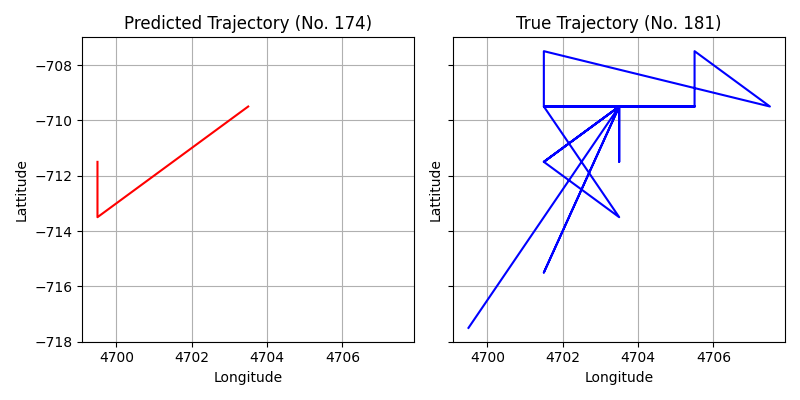 Predicted Trajectory (No. 174)
True Trajectory (No. 181)
−708
−710
−712
−714
−716
−718
Lattitude
Lattitude
4700 4702 4704 4706
4700 4702 4704 4706
Longitude
Longitude